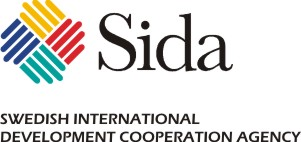 Sida
SWEDISH INTERNATIONAL
DEVELOPMENT COOPERATION AGENCY